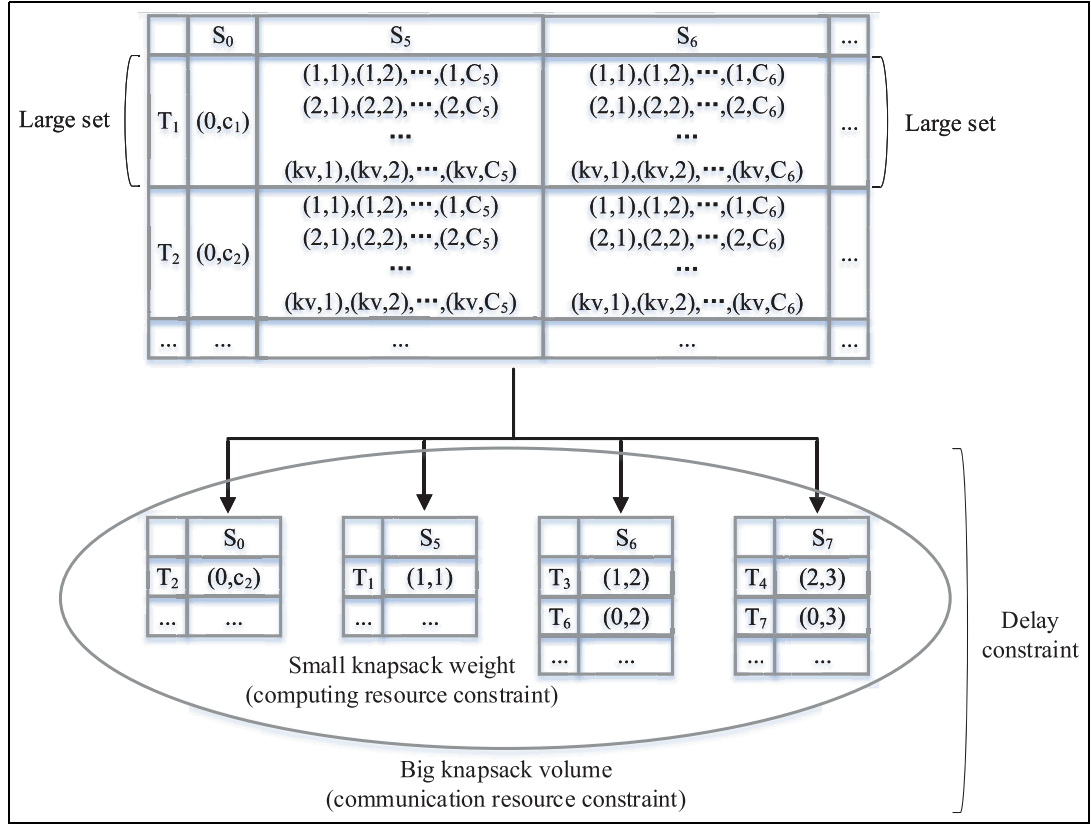 S₀ S₅ S₆ ...
(1,1),(1,2),···,(1,C₅) (1,1),(1,2),···,(1,C₆)
(2,1),(2,2),···,(2,C₅) (2,1),(2,2),···,(2,C₆)
Large set T₁ (0,c₁) ... ... ... Large set
(kv,1),(kv,2),···,(kv,C₅) (kv,1),(kv,2),···,(kv,C₆)
(1,1),(1,2),···,(1,C₅) (1,1),(1,2),···,(1,C₆)
(2,1),(2,2),···,(2,C₅) (2,1),(2,2),···,(2,C₆)
T₂ (0,c₂) ... ... ...
(kv,1),(kv,2),···,(kv,C₅) (kv,1),(kv,2),···,(kv,C₆)
... ... ... ... ...
S₀ S₅ S₆ S₇
T₂ (0,c₂) T₁ (1,1) T₃ (1,2) T₄ (2,3)
... ... ... ... T₆ (0,2) T₇ (0,3)
... ... ... ...
Small knapsack weight
(computing resource constraint)
Delay
constraint
Big knapsack volume
(communication resource constraint)